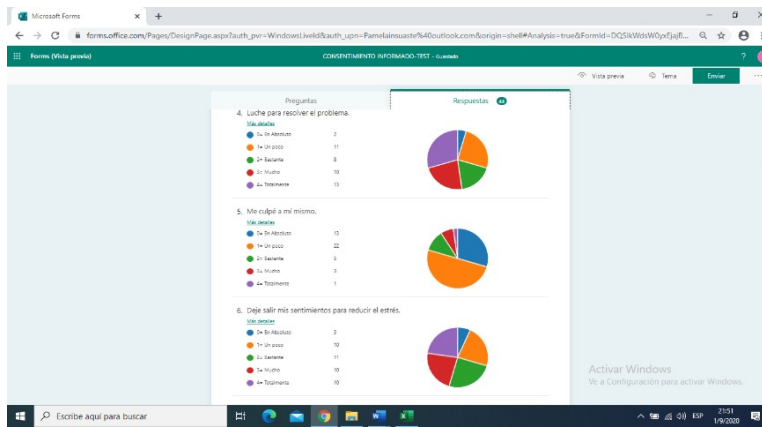 Microsoft Forms
forms.office.com/Pages/DesignPage.aspx?auth_pvr=WindowsLiveId&auth_upn=Pamelainsuaste%40outlook.com&origin=shell#Analysis=true&FormId=
Forms (Vista previa)
CONSENTIMIENTO INFORMADO-TEST - Guardado
?
Vista previa
Tema
Enviar
Preguntas
Respuestas 44
4. Luche para resolver el problema.
Más detalles
0= En Absoluto 2
1= Un poco 11
2= Bastante 8
3= Mucho 10
4= Totalmente 13
5. Me culpé a mí mismo.
Más detalles
0= En Absoluto 13
1= Un poco 22
2= Bastante 5
3= Mucho 3
4= Totalmente 1
6. Deje salir mis sentimientos para reducir el estrés.
Más detalles
0= En Absoluto 3
1= Un poco 10
2= Bastante 11
3= Mucho 10
4= Totalmente 10
Activar Windows
Ve a Configuración para activar Windows.
Escribe aquí para buscar
ESP
21:51
1/9/2020